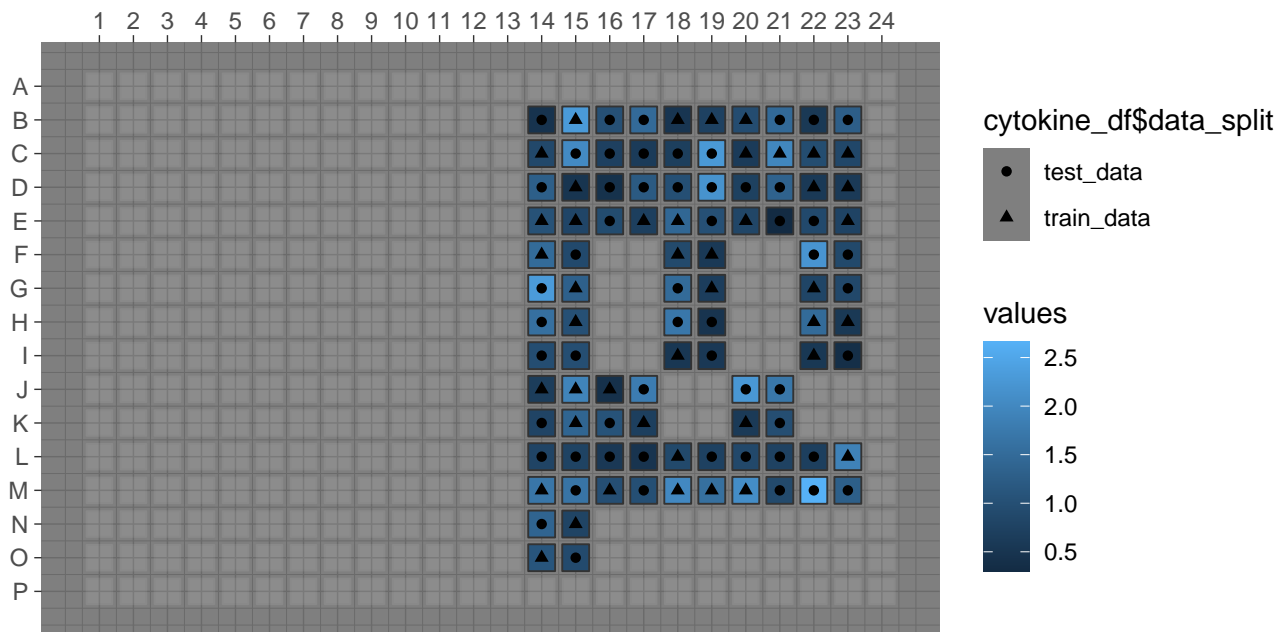 1 2 3 4 5 6 7 8 9 10 11 12 13 14 15 16 17 18 19 20 21 22 23 24
A
B
C
D
E
F
G
H
I
J
K
L
M
N
O
P
cytokine_df$data_split
test_data
train_data
values
2.5
2.0
1.5
1.0
0.5